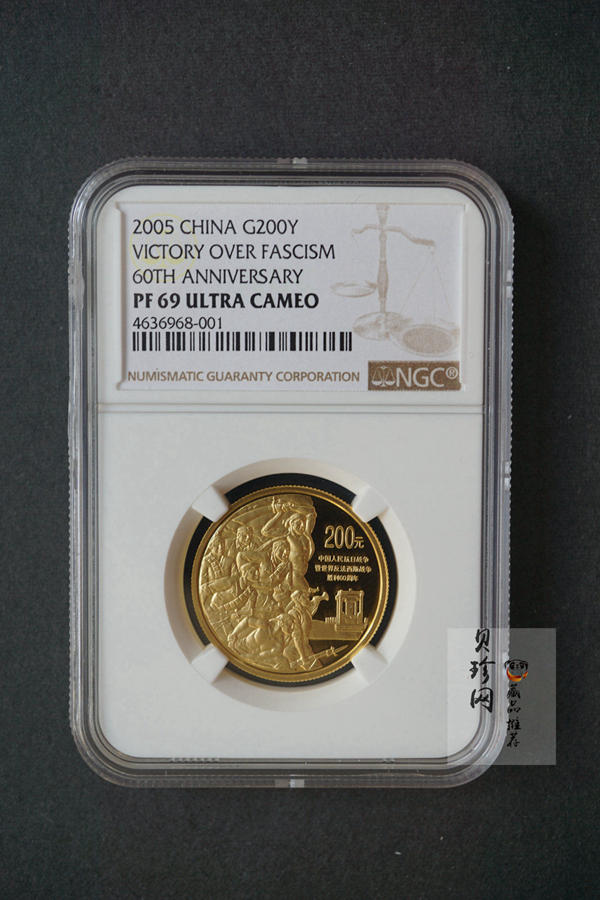 2005 CHINA G200Y
VICTORY OVER FASCISM
60TH ANNIVERSARY
PF 69 ULTRA CAMEO
4636968-001
NUMISMATIC GUARANTY CORPORATION
NGC®
200元
中国人民抗日战争
暨世界反法西斯战争
胜利60周年
贝珍网
藏品推荐